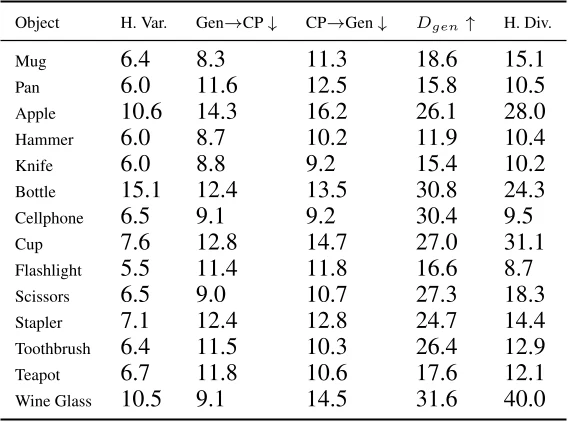 Object H. Var. Gen→CP ↓ CP→Gen ↓ D_gen ↑ H. Div.
Mug 6.4 8.3 11.3 18.6 15.1
Pan 6.0 11.6 12.5 15.8 10.5
Apple 10.6 14.3 16.2 26.1 28.0
Hammer 6.0 8.7 10.2 11.9 10.4
Knife 6.0 8.8 9.2 15.4 10.2
Bottle 15.1 12.4 13.5 30.8 24.3
Cellphone 6.5 9.1 9.2 30.4 9.5
Cup 7.6 12.8 14.7 27.0 31.1
Flashlight 5.5 11.4 11.8 16.6 8.7
Scissors 6.5 9.0 10.7 27.3 18.3
Stapler 7.1 12.4 12.8 24.7 14.4
Toothbrush 6.4 11.5 10.3 26.4 12.9
Teapot 6.7 11.8 10.6 17.6 12.1
Wine Glass 10.5 9.1 14.5 31.6 40.0